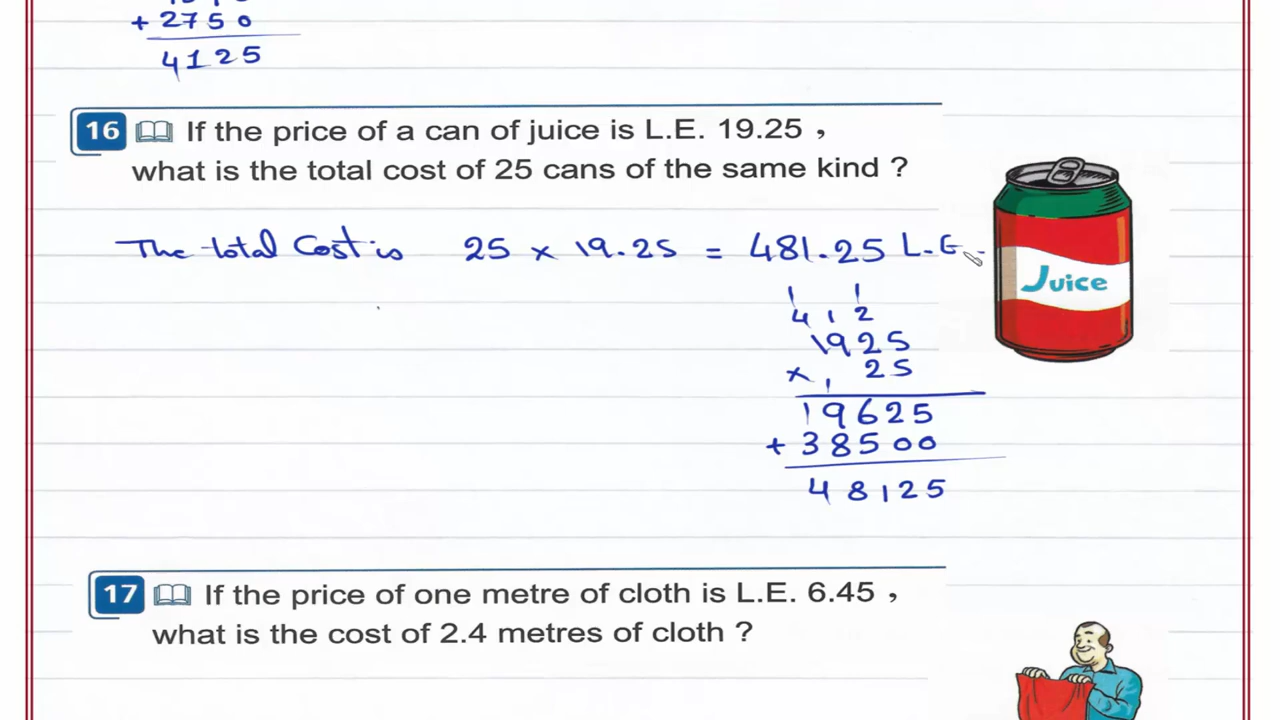 + 2750
4125
16 If the price of a can of juice is L.E. 19.25 ,
what is the total cost of 25 cans of the same kind ?
The total Cost is 25 × 19.25 = 481.25 L.E.
Juice
1 1
4 1 2
1925
× 25
1
19625
+ 38500
48125
17 If the price of one metre of cloth is L.E. 6.45 ,
what is the cost of 2.4 metres of cloth ?